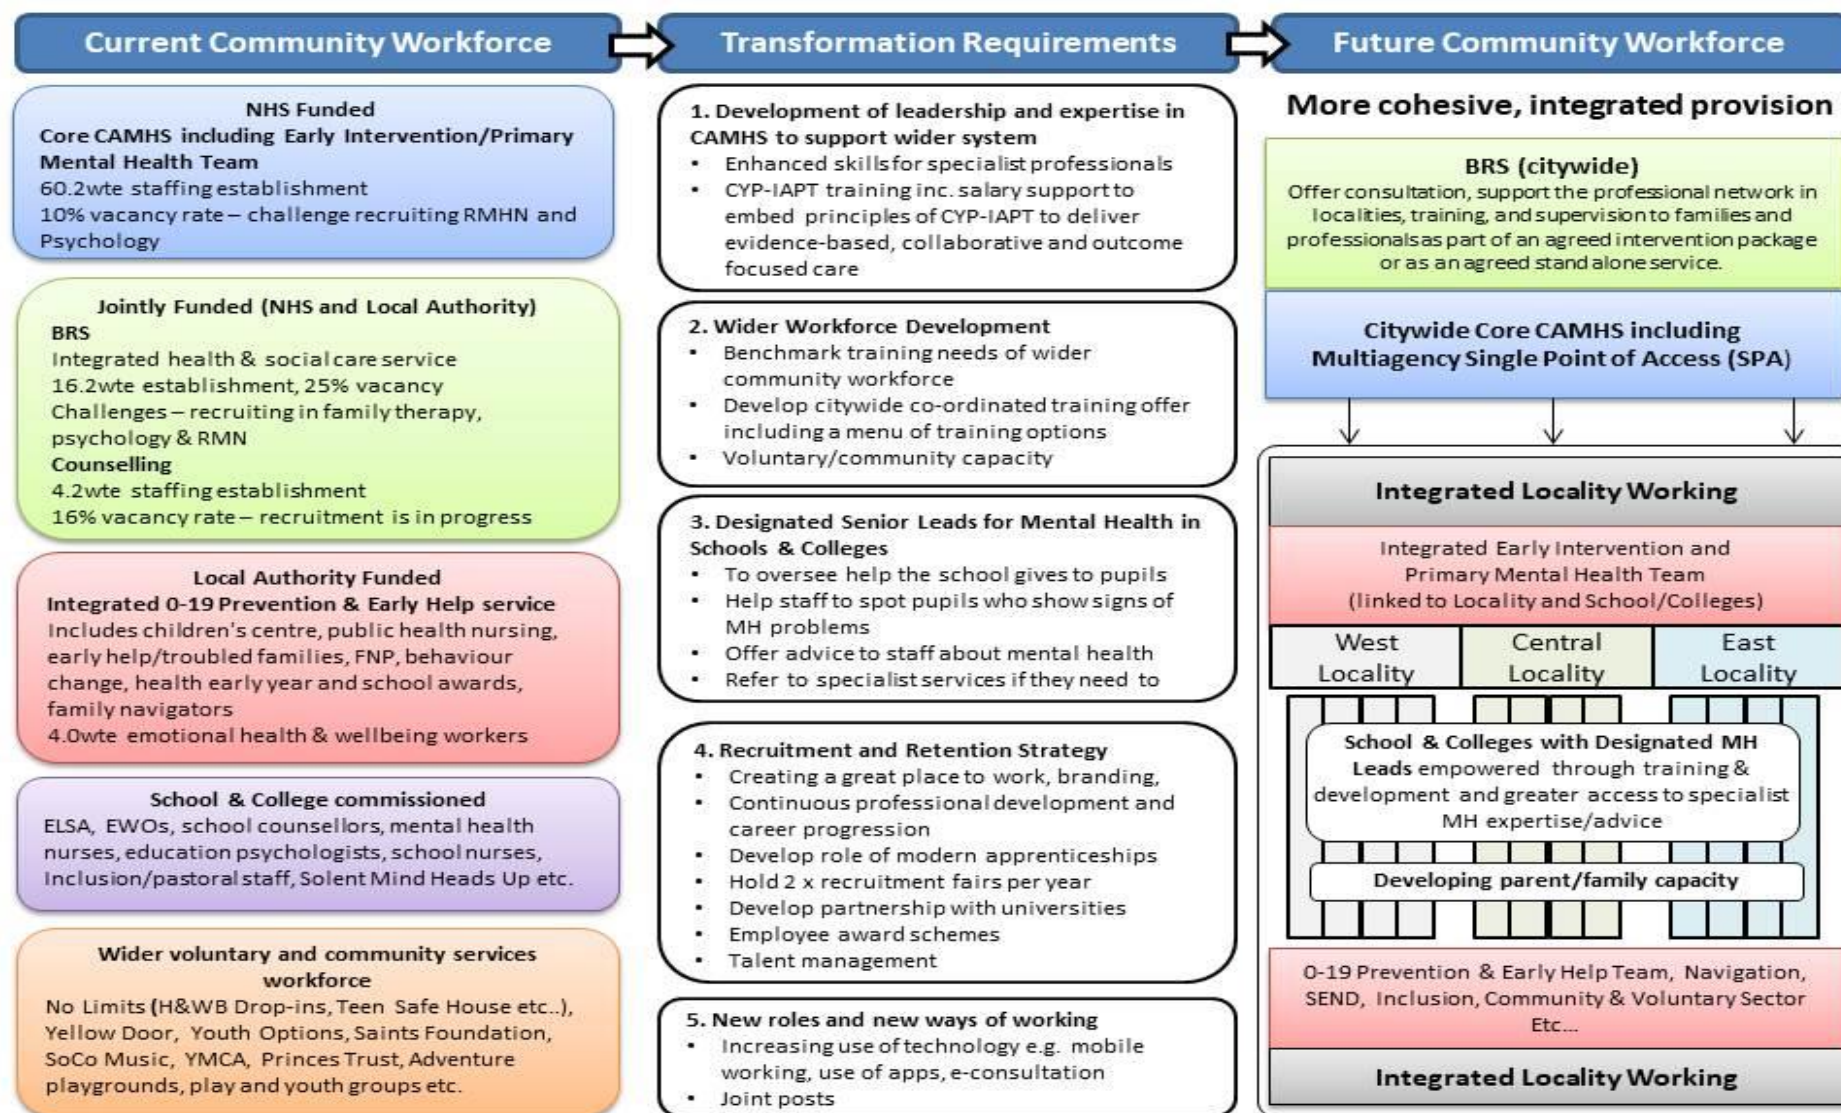 Current Community Workforce
Transformation Requirements
Future Community Workforce
NHS Funded
Core CAMHS including Early Intervention/Primary
Mental Health Team
60.2wte staffing establishment
10% vacancy rate – challenge recruiting RMHN and
Psychology
Jointly Funded (NHS and Local Authority)
BRS
Integrated health & social care service
16.2wte establishment, 25% vacancy
Challenges – recruiting in family therapy,
psychology & RMN
Counselling
4.2wte staffing establishment
16% vacancy rate – recruitment is in progress
Local Authority Funded
Integrated 0-19 Prevention & Early Help service
Includes children's centre, public health nursing,
early help/troubled families, FNP, behaviour
change, health early year and school awards,
family navigators
4.0wte emotional health & wellbeing workers
School & College commissioned
ELSA, EWOs, school counsellors, mental health
nurses, education psychologists, school nurses,
Inclusion/pastoral staff, Solent Mind Heads Up etc.
Wider voluntary and community services
workforce
No Limits (H&WB Drop-ins, Teen Safe House etc..),
Yellow Door, Youth Options, Saints Foundation,
SoCo Music, YMCA, Princes Trust, Adventure
playgrounds, play and youth groups etc.
1. Development of leadership and expertise in
CAMHS to support wider system
• Enhanced skills for specialist professionals
• CYP-IAPT training inc. salary support to
embed principles of CYP-IAPT to deliver
evidence-based, collaborative and outcome
focused care
2. Wider Workforce Development
• Benchmark training needs of wider
community workforce
• Develop citywide co-ordinated training offer
including a menu of training options
• Voluntary/community capacity
3. Designated Senior Leads for Mental Health in
Schools & Colleges
• To oversee help the school gives to pupils
• Help staff to spot pupils who show signs of
MH problems
• Offer advice to staff about mental health
• Refer to specialist services if they need to
4. Recruitment and Retention Strategy
• Creating a great place to work, branding,
• Continuous professional development and
career progression
• Develop role of modern apprenticeships
• Hold 2 x recruitment fairs per year
• Develop partnership with universities
• Employee award schemes
• Talent management
5. New roles and new ways of working
• Increasing use of technology e.g. mobile
working, use of apps, e-consultation
• Joint posts
More cohesive, integrated provision
BRS (citywide)
Offer consultation, support the professional network in
localities, training, and supervision to families and
professionals as part of an agreed intervention package
or as an agreed stand alone service.
Citywide Core CAMHS including
Multiagency Single Point of Access (SPA)
Integrated Locality Working
Integrated Early Intervention and
Primary Mental Health Team
(linked to Locality and School/Colleges)
West
Locality
Central
Locality
East
Locality
School & Colleges with Designated MH
Leads empowered through training &
development and greater access to specialist
MH expertise/advice
Developing parent/family capacity
0-19 Prevention & Early Help Team, Navigation,
SEND, Inclusion, Community & Voluntary Sector
Etc...
Integrated Locality Working